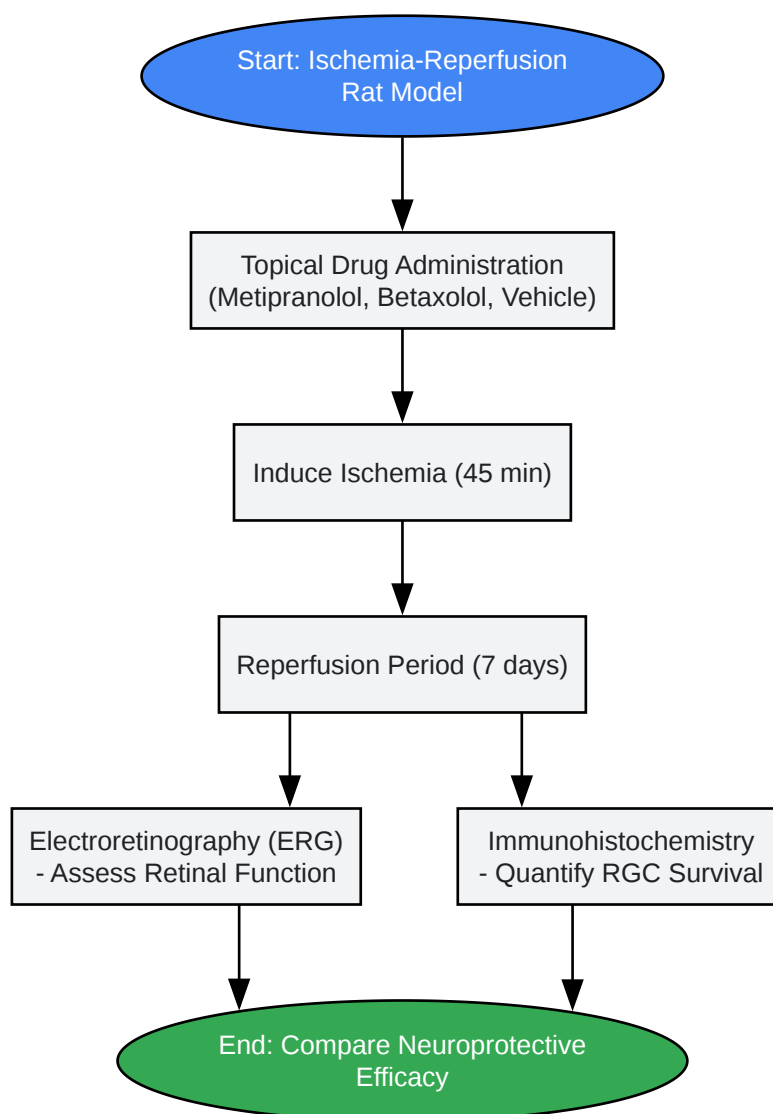 Start: Ischemia-Reperfusion
Rat Model
Topical Drug Administration
(Metipranolol, Betaxolol, Vehicle)
Induce Ischemia (45 min)
Reperfusion Period (7 days)
Electroretinography (ERG)
- Assess Retinal Function
Immunohistochemistry
- Quantify RGC Survival
End: Compare Neuroprotective
Efficacy